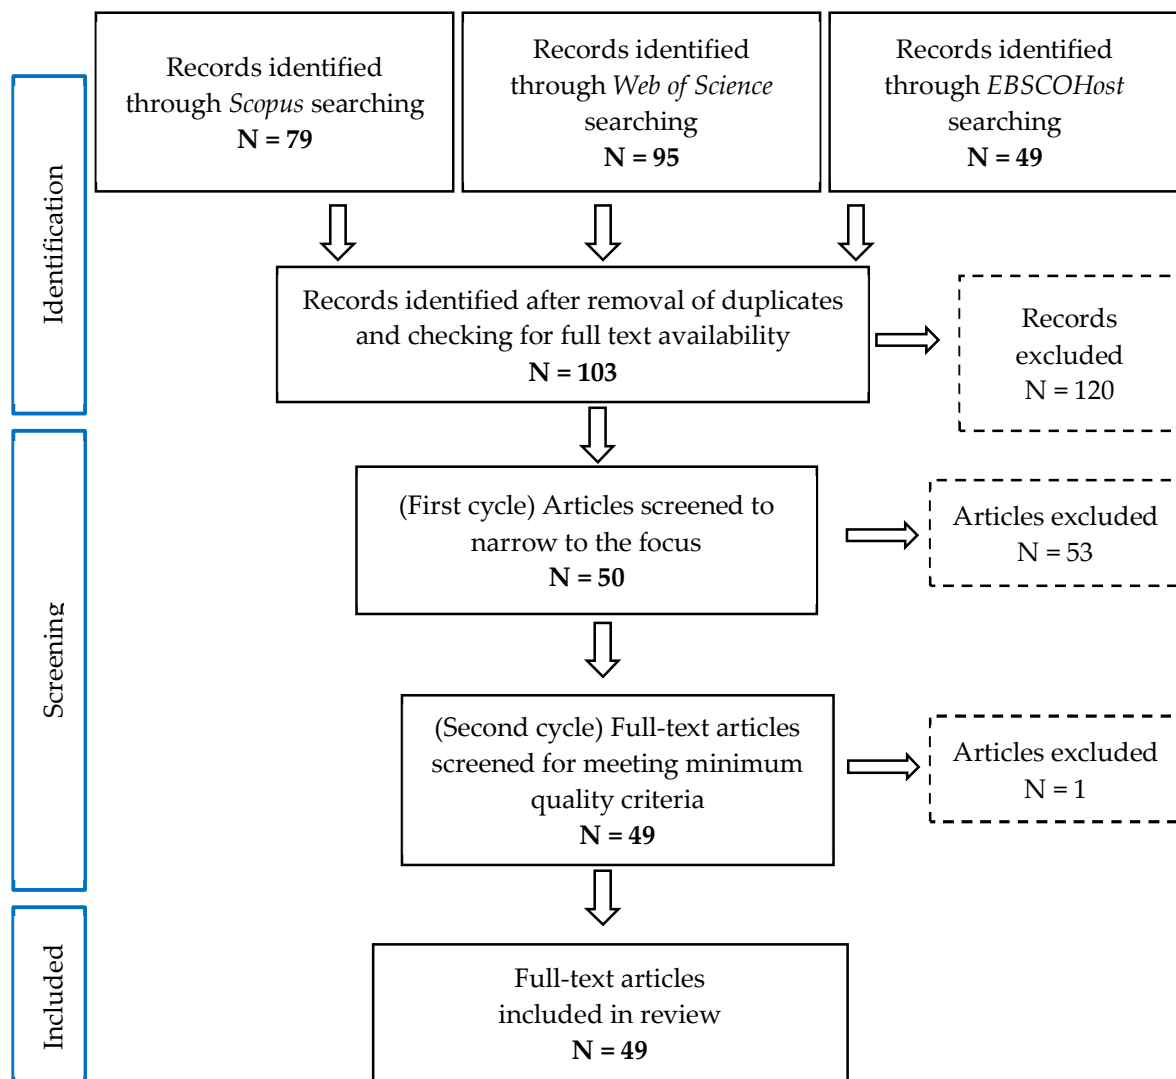 Identification
Records identified
through Scopus searching
N = 79
Records identified
through Web of Science
searching
N = 95
Records identified
through EBSCOHost
searching
N = 49
Records identified after removal of duplicates
and checking for full text availability
N = 103
Records
excluded
N = 120
Screening
(First cycle) Articles screened to
narrow to the focus
N = 50
Articles excluded
N = 53
(Second cycle) Full-text articles
screened for meeting minimum
quality criteria
N = 49
Articles excluded
N = 1
Included
Full-text articles
included in review
N = 49